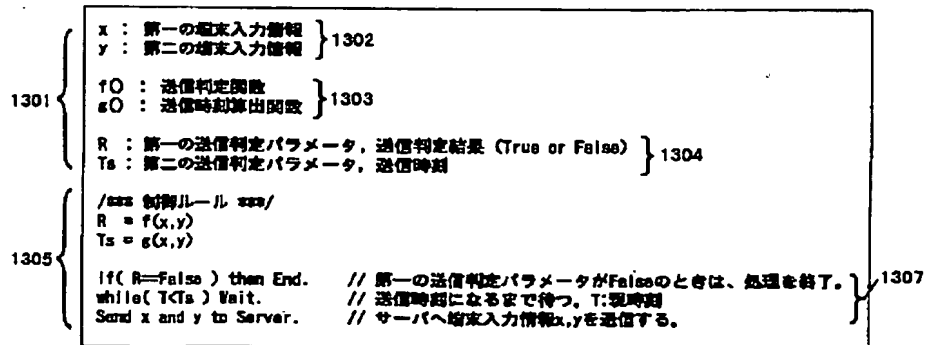 x : 第一の端末入力情報
y : 第二の端末入力情報
1302
f() : 送信判定関数
g() : 送信時刻算出関数
1303
1301
R : 第一の送信判定パラメータ, 送信判定結果 (True or False)
Ts : 第二の送信判定パラメータ, 送信時刻
1304
/*** 制御ルール ***/
R = f(x,y)
Ts = g(x,y)
1305
if( R==False ) then End. // 第一の送信判定パラメータがFalseのときは、処理を終了。
while( T<Ts ) Wait. // 送信時刻になるまで待つ。T:現時刻
Send x and y to Server. // サーバへ端末入力情報x,yを送信する。
1307